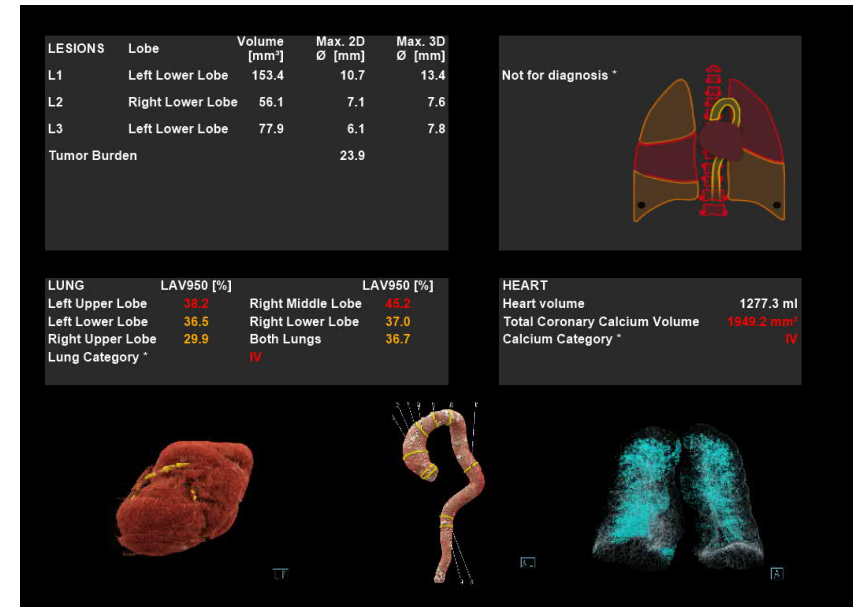 LESIONS Lobe Volume [mm³] Max. 2D Ø [mm] Max. 3D Ø [mm]
L1 Left Lower Lobe 153.4 10.7 13.4
L2 Right Lower Lobe 56.1 7.1 7.6
L3 Left Lower Lobe 77.9 6.1 7.8
Tumor Burden 23.9
Not for diagnosis *
LUNG LAV950 [%] LAV950 [%]
Left Upper Lobe 38.2 Right Middle Lobe 45.2
Left Lower Lobe 36.5 Right Lower Lobe 37.0
Right Upper Lobe 29.9 Both Lungs 36.7
Lung Category * IV
HEART
Heart volume 1277.3 ml
Total Coronary Calcium Volume 1949.2 mm³
Calcium Category * IV
A